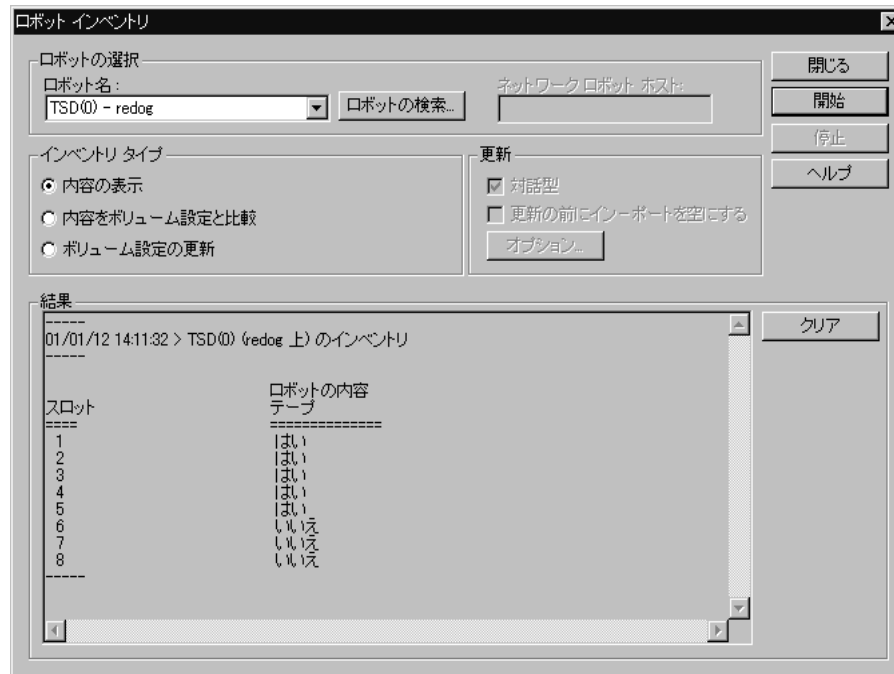 ロボット インベントリ
ロボットの選択
ロボット名 :
TSD(0) - redog
ロボットの検索...
ネットワーク ロボット ホスト:
閉じる
開始
停止
ヘルプ
インベントリ タイプ
内容の表示
内容をボリューム設定と比較
ボリューム設定の更新
更新
対話型
更新の前にインーポートを空にする
オプション...
結果
-----
01/01/12 14:11:32 > TSD(0) (redog 上) のインベントリ
-----
ロボットの内容
スロット テープ
==== ==============
1 はい
2 はい
3 はい
4 はい
5 はい
6 いいえ
7 いいえ
8 いいえ
-----
クリア